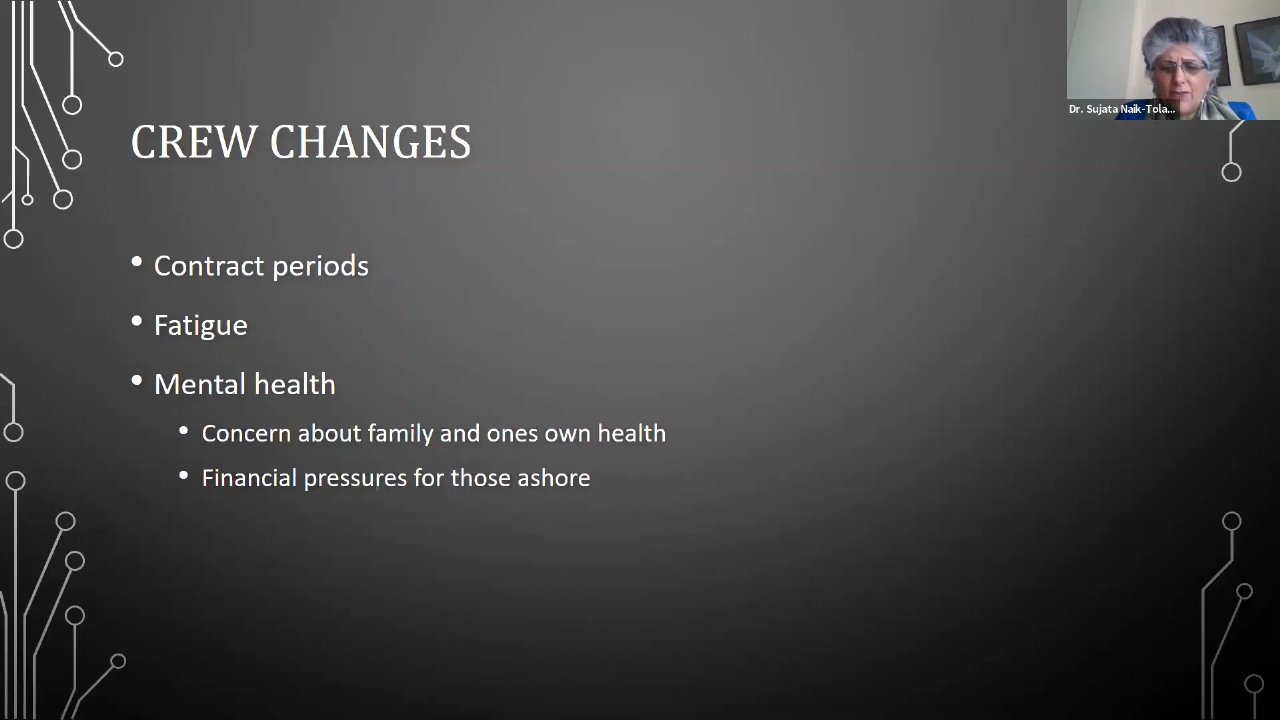 CREW CHANGES
• Contract periods
• Fatigue
• Mental health
• Concern about family and ones own health
• Financial pressures for those ashore
Dr. Sujata Naik-Tola...